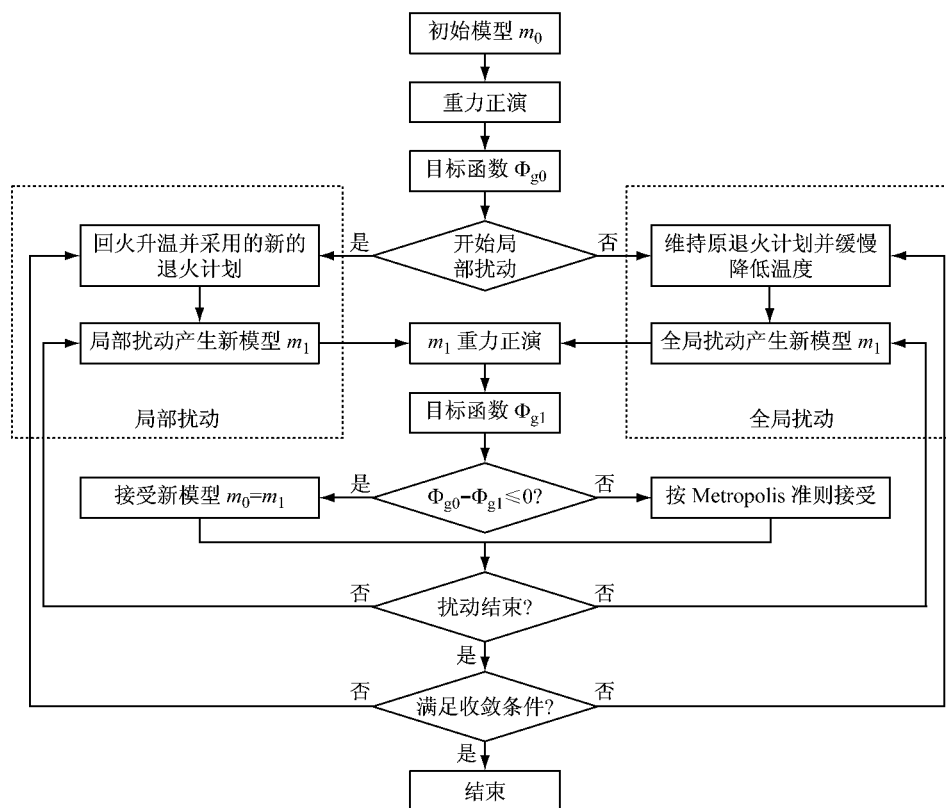 初始模型 m0
重力正演
目标函数 Φg0
是
开始局
部扰动
否
回火升温并采用的新的
退火计划
维持原退火计划并缓慢
降低温度
局部扰动产生新模型 m1
m1 重力正演
全局扰动产生新模型 m1
目标函数 Φg1
局部扰动
全局扰动
接受新模型 m0=m1
是
Φg0-Φg1≤0?
否
按 Metropolis 准则接受
否
扰动结束?
否
是
否
满足收敛条件?
否
是
结束